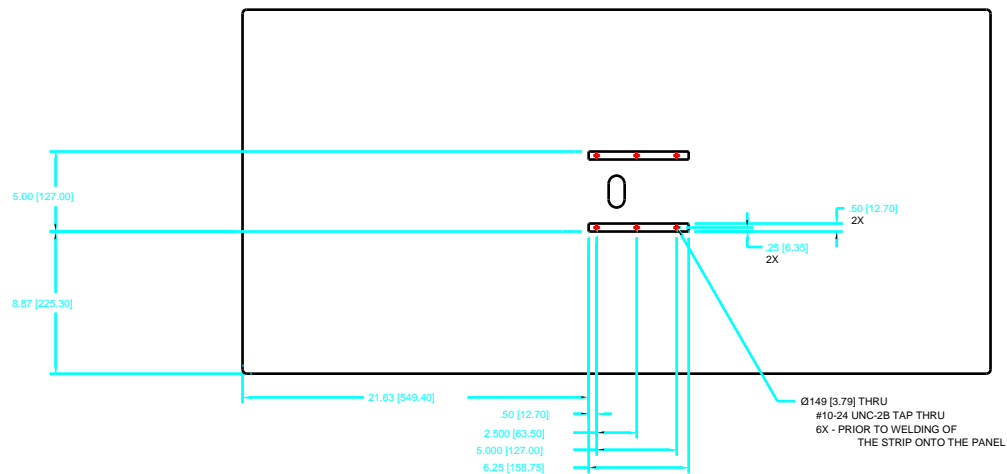 5.00 [127.00]
.50 [12.70]
2X
.25 [6.35]
2X
8.87 [225.30]
21.63 [549.40]
Ø149 [3.79] THRU
#10-24 UNC-2B TAP THRU
6X - PRIOR TO WELDING OF
THE STRIP ONTO THE PANEL
.50 [12.70]
2.500 [63.50]
5.000 [127.00]
6.25 [158.75]